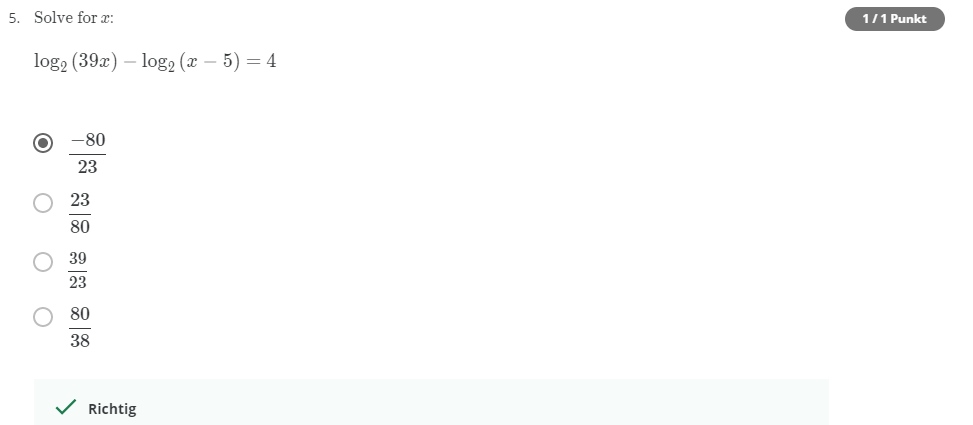 5. Solve for x:
1 / 1 Punkt
log₂ (39x) − log₂ (x − 5) = 4
−80
23
23
80
39
23
80
38
Richtig